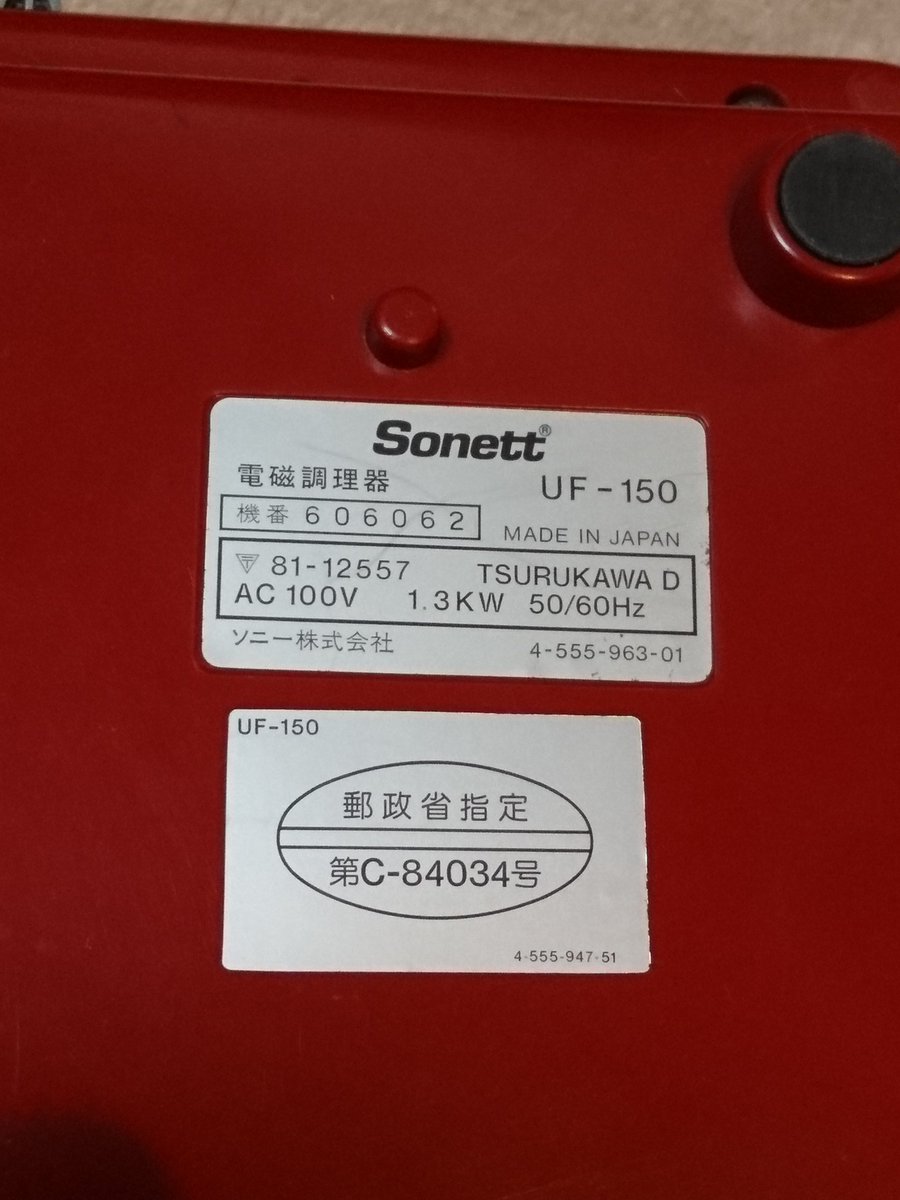 Sonett®
電磁調理器 UF-150
機番 606062 MADE IN JAPAN
〒 81-12557 TSURUKAWA D
AC 100V 1.3KW 50/60Hz
ソニー株式会社 4-555-963-01
UF-150
郵政省指定
第C-84034号
4-555-947-51